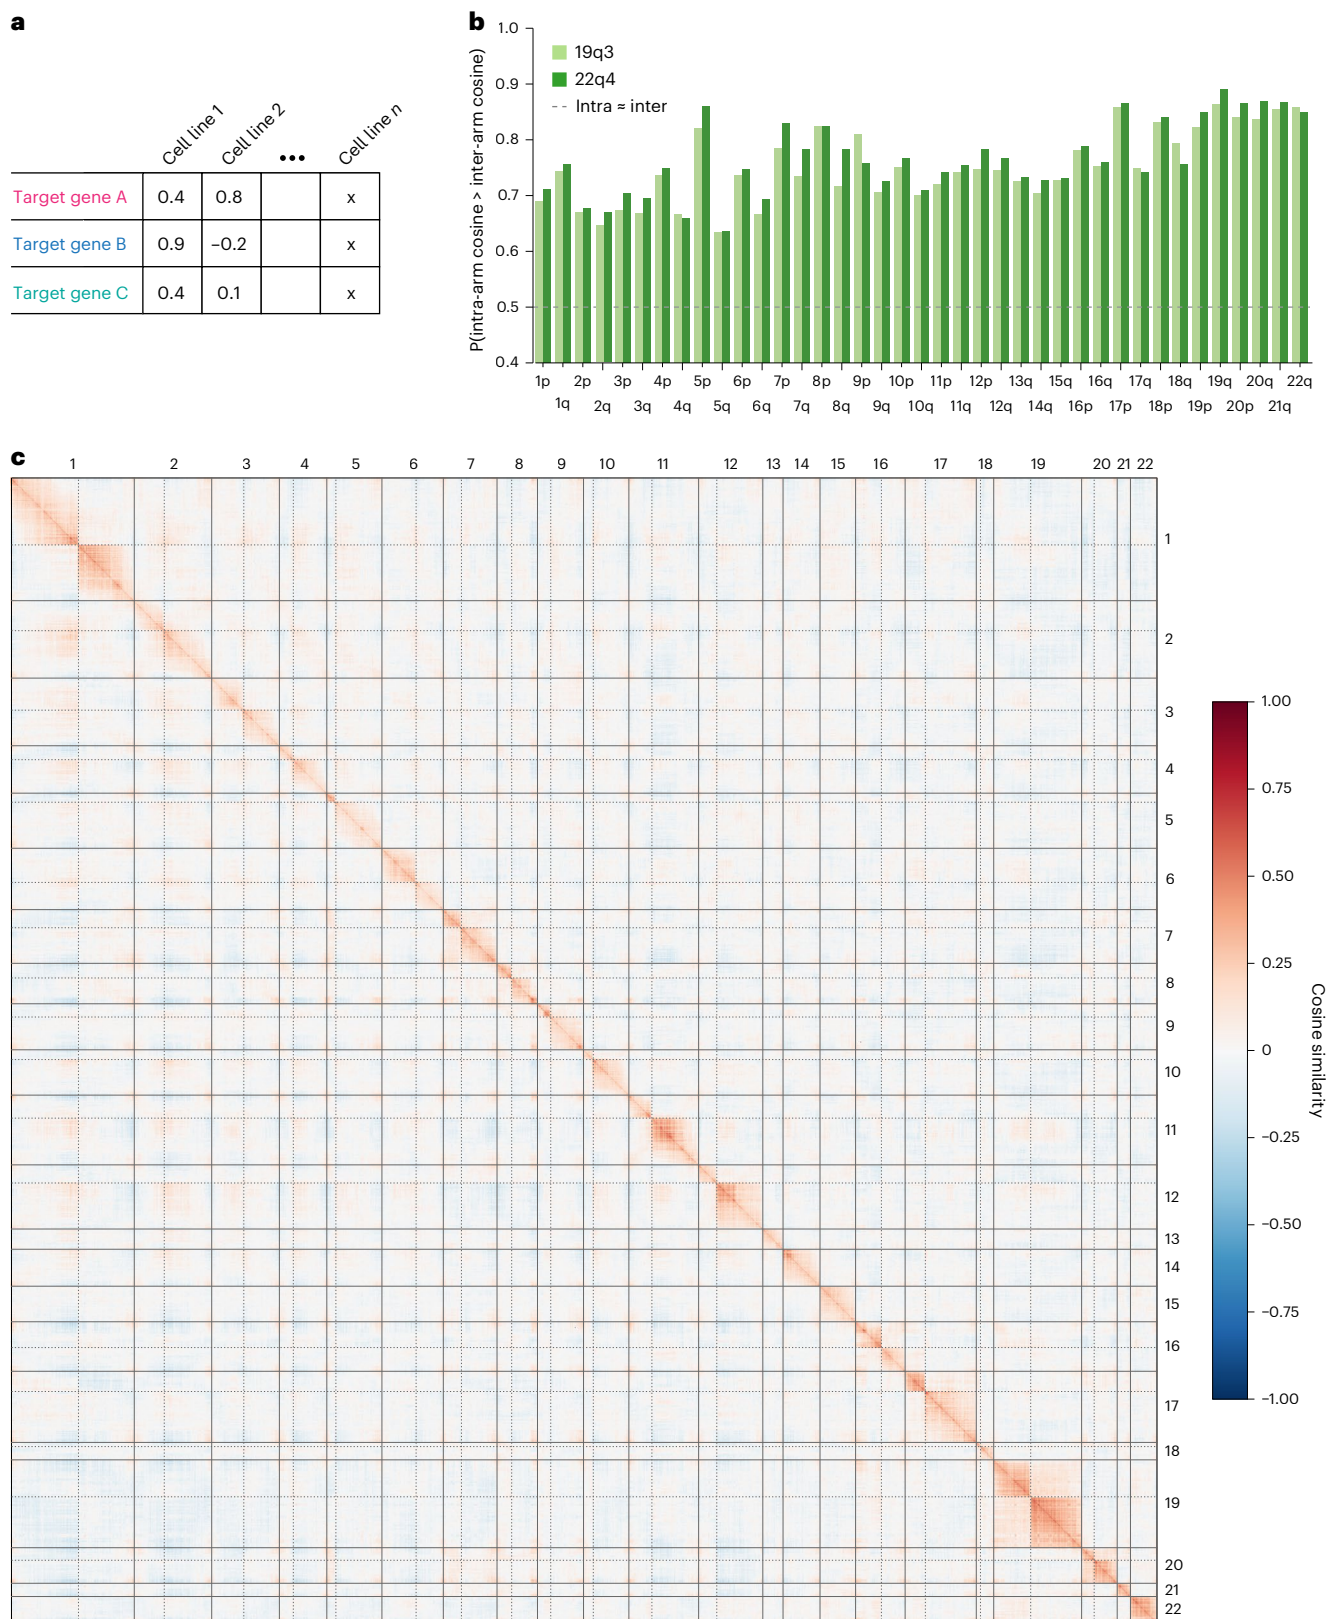 a
Cell line 1
Cell line 2
•••
Cell line n
Target gene A 0.4 0.8 x
Target gene B 0.9 −0.2 x
Target gene C 0.4 0.1 x
b
P(intra-arm cosine > inter-arm cosine)
1.0
0.9
0.8
0.7
0.6
0.5
0.4
19q3
22q4
Intra ≈ inter
1p 2p 3p 4p 5p 6p 7p 8p 9p 10p 11p 12p 13q 15q 16q 17q 18q 19q 20q 22q
1q 2q 3q 4q 5q 6q 7q 8q 9q 10q 11q 12q 14q 16p 17p 18p 19p 20p 21q
c
1 2 3 4 5 6 7 8 9 10 11 12 13 14 15 16 17 18 19 20 21 22
1
2
3
4
5
6
7
8
9
10
11
12
13
14
15
16
17
18
19
20
21
22
1.00
0.75
0.50
0.25
0
−0.25
−0.50
−0.75
−1.00
Cosine similarity